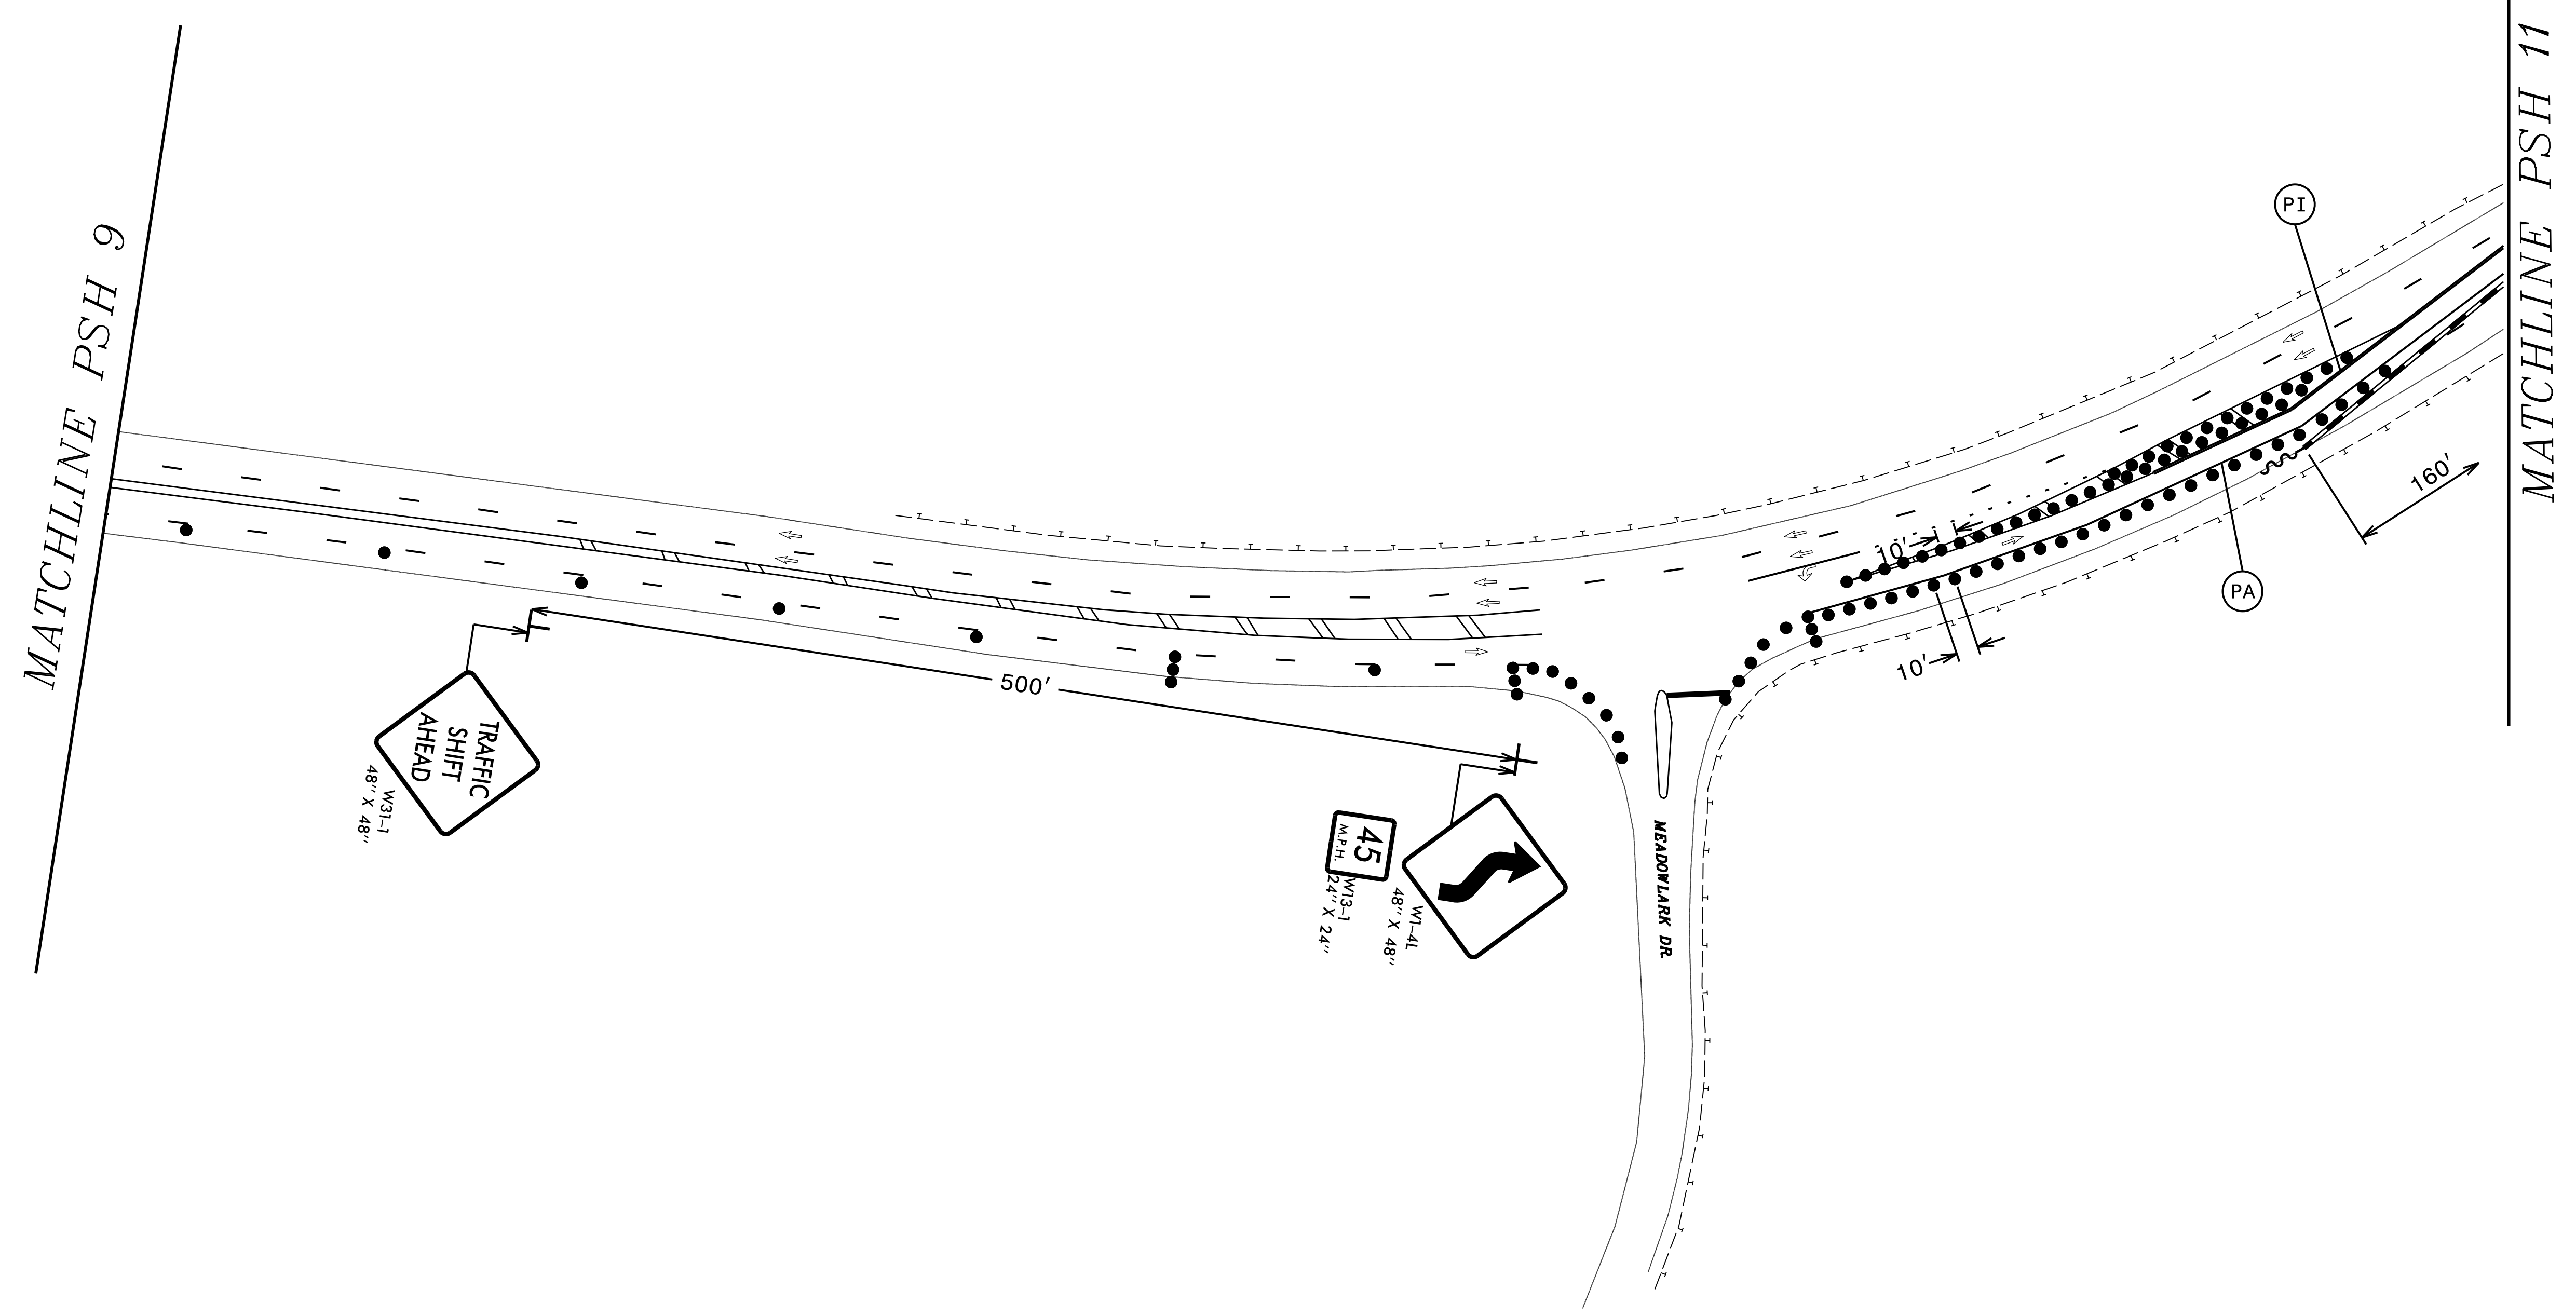 MATCHLINE PSH 9
MATCHLINE PSH 11
PI
160'
10'
PA
10'
500'
TRAFFIC
SHIFT
AHEAD
W31-1
48'' X 48''
45
M.P.H.
W13-1
24'' X 24''
W1-4L
48'' X 48''
MEADOWLARK DR